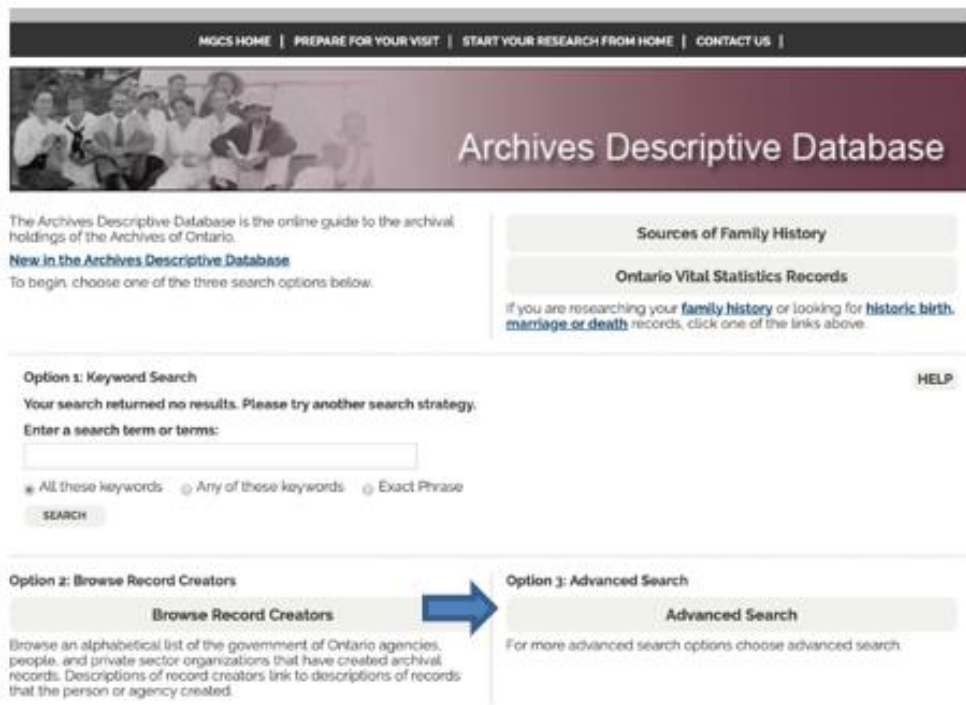 MGCS HOME | PREPARE FOR YOUR VISIT | START YOUR RESEARCH FROM HOME | CONTACT US |
Archives Descriptive Database
The Archives Descriptive Database is the online guide to the archival
holdings of the Archives of Ontario.
New in the Archives Descriptive Database
To begin, choose one of the three search options below.
Sources of Family History
Ontario Vital Statistics Records
If you are researching your family history or looking for historic birth,
marriage or death records, click one of the links above.
Option 1: Keyword Search
HELP
Your search returned no results. Please try another search strategy.
Enter a search term or terms:
All these keywords Any of these keywords Exact Phrase
SEARCH
Option 2: Browse Record Creators
Browse Record Creators
Browse an alphabetical list of the government of Ontario agencies,
people, and private sector organizations that have created archival
records. Descriptions of record creators link to descriptions of records
that the person or agency created.
Option 3: Advanced Search
Advanced Search
For more advanced search options choose advanced search.